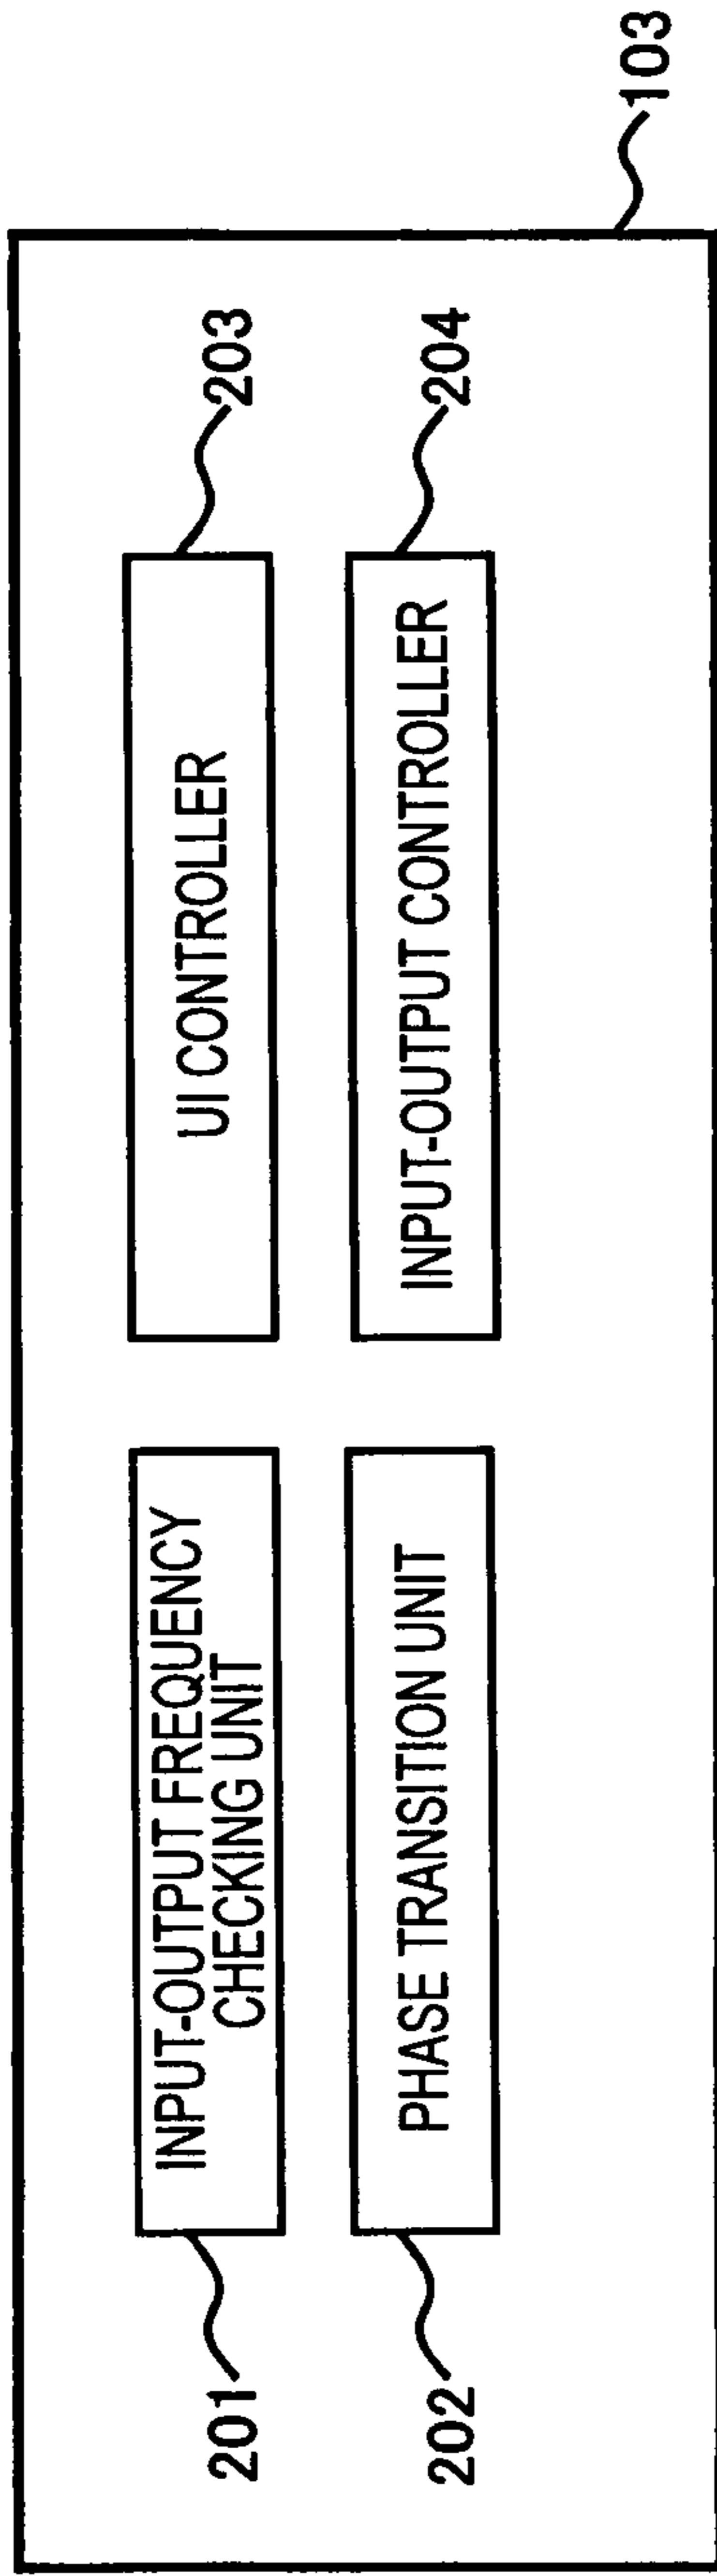 103
201
INPUT-OUTPUT FREQUENCY
CHECKING UNIT
UI CONTROLLER
203
202
PHASE TRANSITION UNIT
INPUT-OUTPUT CONTROLLER
204